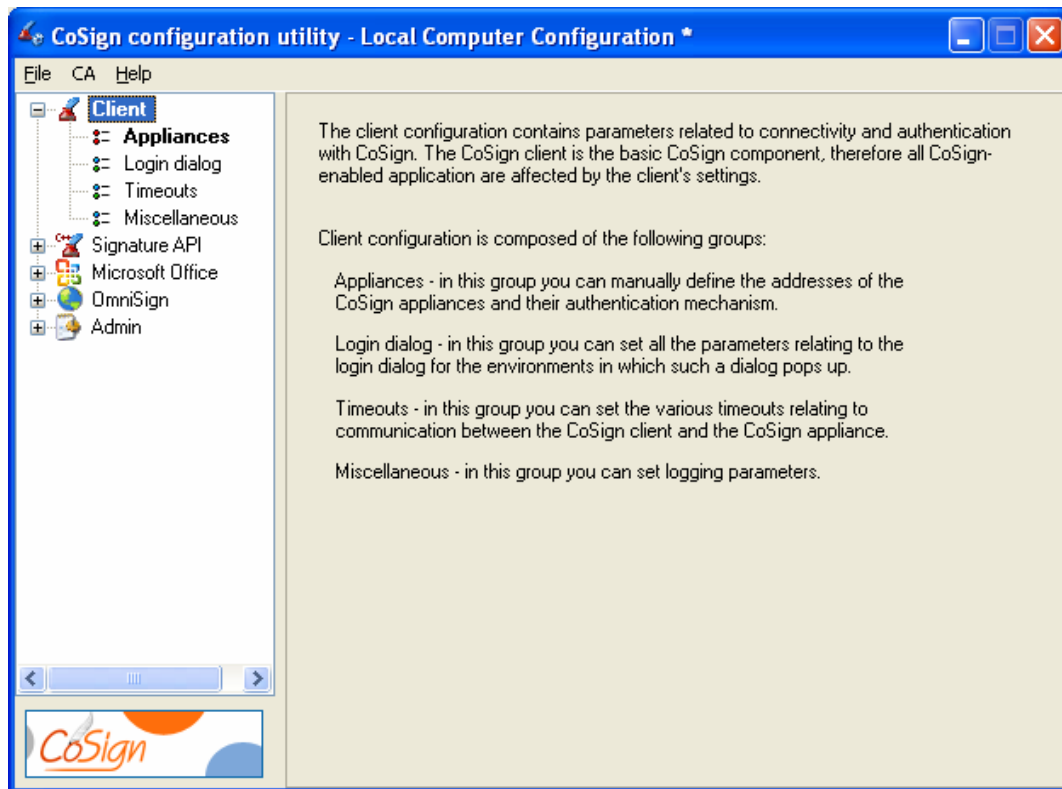 CoSign configuration utility - Local Computer Configuration *
File CA Help
Client
Appliances
Login dialog
Timeouts
Miscellaneous
Signature API
Microsoft Office
OmniSign
Admin
The client configuration contains parameters related to connectivity and authentication
with CoSign. The CoSign client is the basic CoSign component, therefore all CoSign-
enabled application are affected by the client's settings.
Client configuration is composed of the following groups:
Appliances - in this group you can manually define the addresses of the
CoSign appliances and their authentication mechanism.
Login dialog - in this group you can set all the parameters relating to the
login dialog for the environments in which such a dialog pops up.
Timeouts - in this group you can set the various timeouts relating to
communication between the CoSign client and the CoSign appliance.
Miscellaneous - in this group you can set logging parameters.
CoSign